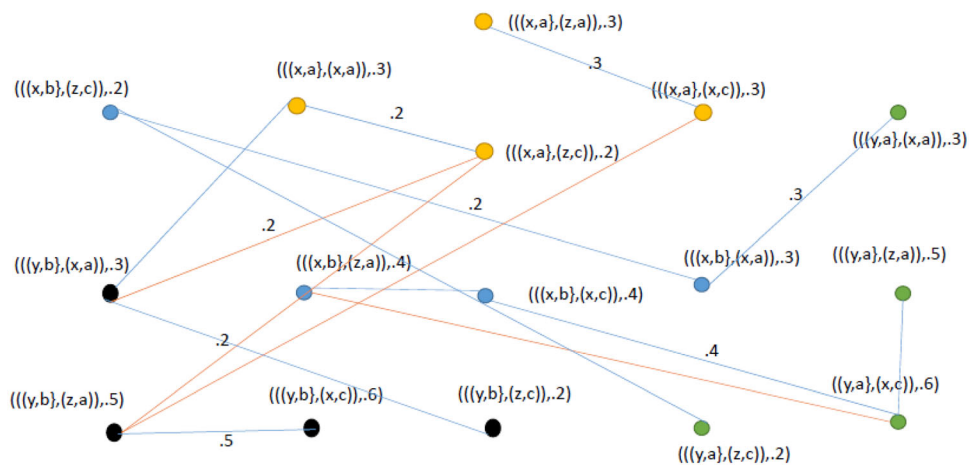 (((x,a},(z,a)),.3)
.3
(((x,b},(z,c)),.2)
(((x,a},(x,a)),.3)
(((x,a},(x,c)),.3)
.2
(((y,a},(x,a)),.3)
(((x,a},(z,c)),.2)
.3
.2
.2
(((y,b},(x,a)),.3)
(((x,b},(z,a)),.4)
(((x,b},(x,a)),.3)
(((y,a},(z,a)),.5)
(((x,b},(x,c)),.4)
.2
.4
(((y,b},(z,a)),.5)
(((y,b},(x,c)),.6)
(((y,b},(z,c)),.2)
((y,a},(x,c)),.6)
.5
(((y,a},(z,c)),.2)